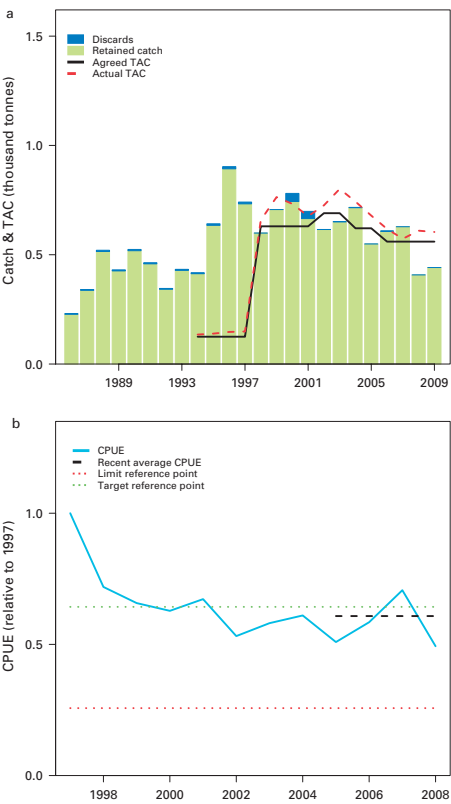 a
1.5
1.0
0.5
0.0
Catch & TAC (thousand tonnes)
Discards
Retained catch
Agreed TAC
Actual TAC
1989 1993 1997 2001 2005 2009
b
1.0
0.5
0.0
CPUE (relative to 1997)
CPUE
Recent average CPUE
Limit reference point
Target reference point
1998 2000 2002 2004 2006 2008